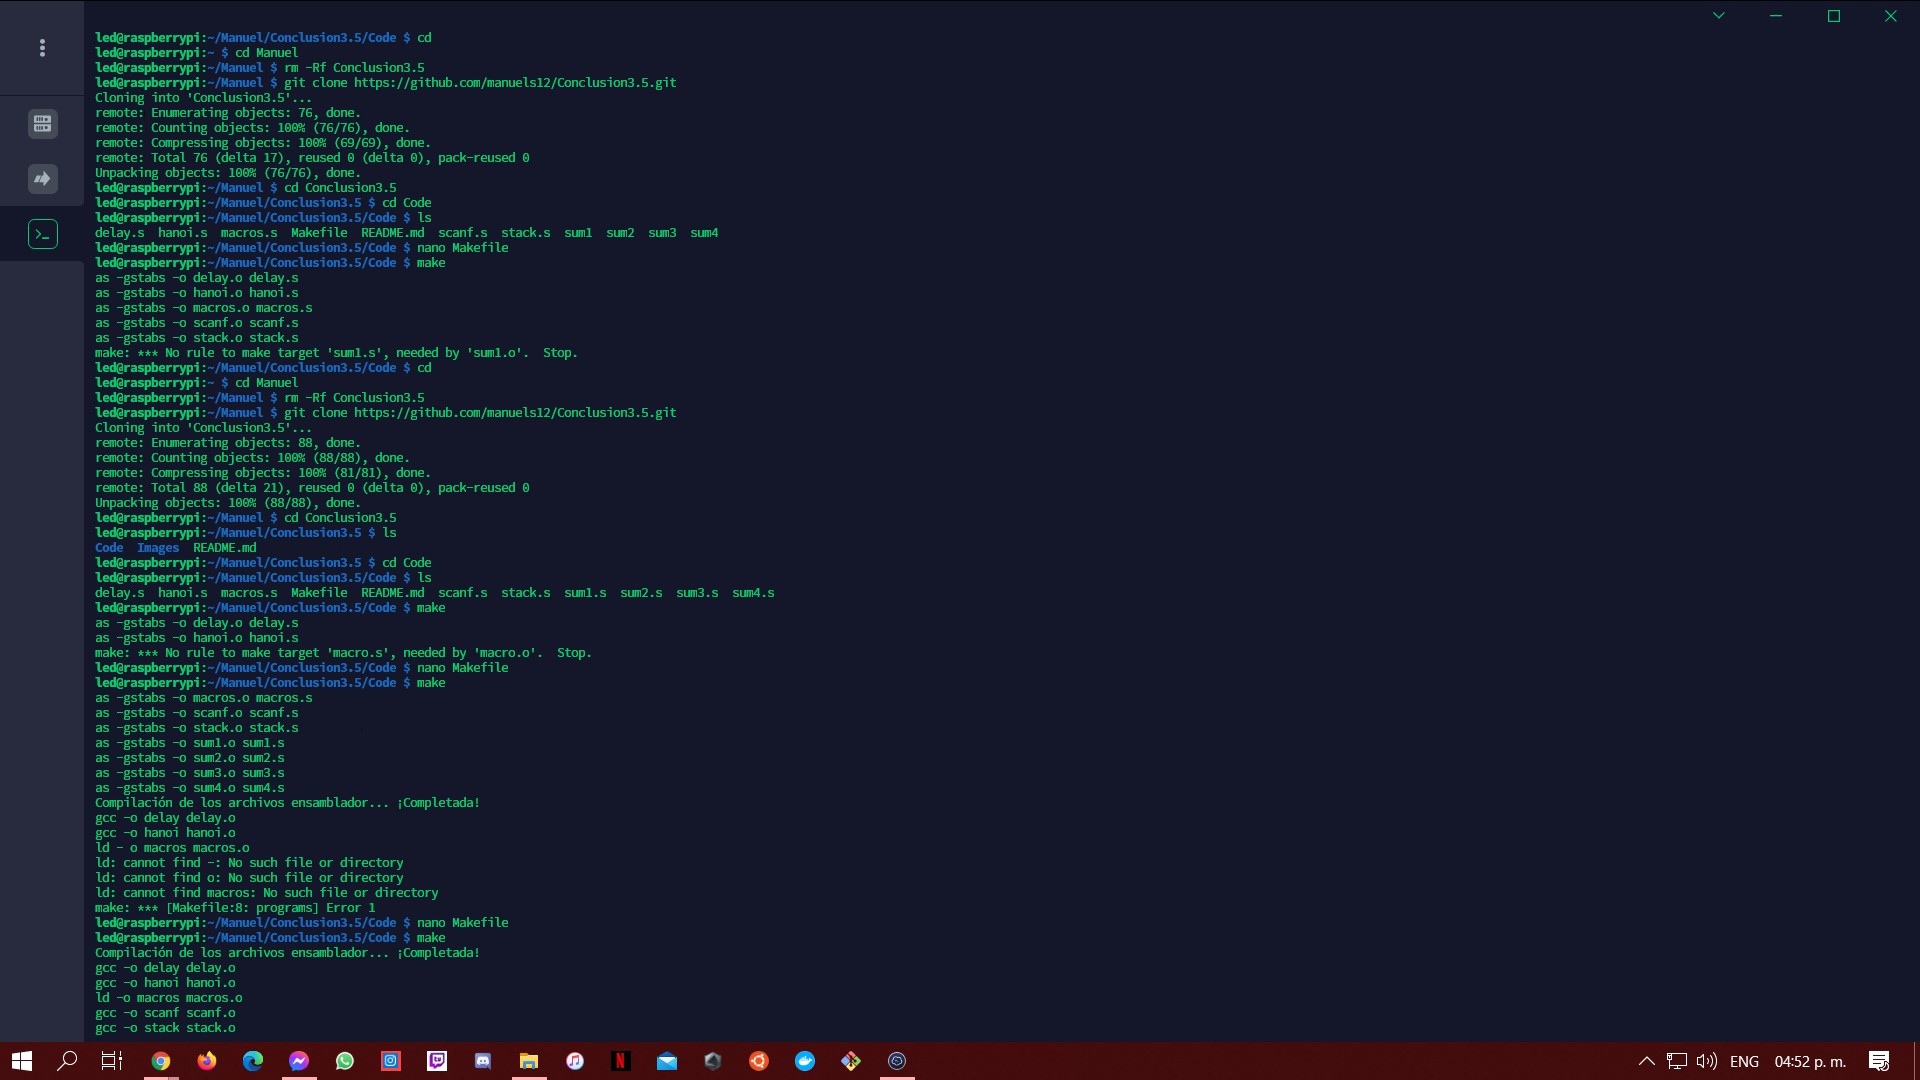 led@raspberrypi:~/Manuel/Conclusion3.5/Code $ cd
led@raspberrypi:~ $ cd Manuel
led@raspberrypi:~/Manuel $ rm -Rf Conclusion3.5
led@raspberrypi:~/Manuel $ git clone https://github.com/manuels12/Conclusion3.5.git
Cloning into 'Conclusion3.5'...
remote: Enumerating objects: 76, done.
remote: Counting objects: 100% (76/76), done.
remote: Compressing objects: 100% (69/69), done.
remote: Total 76 (delta 17), reused 0 (delta 0), pack-reused 0
Unpacking objects: 100% (76/76), done.
led@raspberrypi:~/Manuel $ cd Conclusion3.5
led@raspberrypi:~/Manuel/Conclusion3.5 $ cd Code
led@raspberrypi:~/Manuel/Conclusion3.5/Code $ ls
delay.s  hanoi.s  macros.s  Makefile  README.md  scanf.s  stack.s  sum1  sum2  sum3  sum4
led@raspberrypi:~/Manuel/Conclusion3.5/Code $ nano Makefile
led@raspberrypi:~/Manuel/Conclusion3.5/Code $ make
as -gstabs -o delay.o delay.s
as -gstabs -o hanoi.o hanoi.s
as -gstabs -o macros.o macros.s
as -gstabs -o scanf.o scanf.s
as -gstabs -o stack.o stack.s
make: *** No rule to make target 'sum1.s', needed by 'sum1.o'.  Stop.
led@raspberrypi:~/Manuel/Conclusion3.5/Code $ cd
led@raspberrypi:~ $ cd Manuel
led@raspberrypi:~/Manuel $ rm -Rf Conclusion3.5
led@raspberrypi:~/Manuel $ git clone https://github.com/manuels12/Conclusion3.5.git
Cloning into 'Conclusion3.5'...
remote: Enumerating objects: 88, done.
remote: Counting objects: 100% (88/88), done.
remote: Compressing objects: 100% (81/81), done.
remote: Total 88 (delta 21), reused 0 (delta 0), pack-reused 0
Unpacking objects: 100% (88/88), done.
led@raspberrypi:~/Manuel $ cd Conclusion3.5
led@raspberrypi:~/Manuel/Conclusion3.5 $ ls
Code  Images  README.md
led@raspberrypi:~/Manuel/Conclusion3.5 $ cd Code
led@raspberrypi:~/Manuel/Conclusion3.5/Code $ ls
delay.s  hanoi.s  macros.s  Makefile  README.md  scanf.s  stack.s  sum1.s  sum2.s  sum3.s  sum4.s
led@raspberrypi:~/Manuel/Conclusion3.5/Code $ make
as -gstabs -o delay.o delay.s
as -gstabs -o hanoi.o hanoi.s
make: *** No rule to make target 'macro.s', needed by 'macro.o'.  Stop.
led@raspberrypi:~/Manuel/Conclusion3.5/Code $ nano Makefile
led@raspberrypi:~/Manuel/Conclusion3.5/Code $ make
as -gstabs -o macros.o macros.s
as -gstabs -o scanf.o scanf.s
as -gstabs -o stack.o stack.s
as -gstabs -o sum1.o sum1.s
as -gstabs -o sum2.o sum2.s
as -gstabs -o sum3.o sum3.s
as -gstabs -o sum4.o sum4.s
Compilación de los archivos ensamblador... ¡Completada!
gcc -o delay delay.o
gcc -o hanoi hanoi.o
ld - o macros macros.o
ld: cannot find -: No such file or directory
ld: cannot find o: No such file or directory
ld: cannot find macros: No such file or directory
make: *** [Makefile:8: programs] Error 1
led@raspberrypi:~/Manuel/Conclusion3.5/Code $ nano Makefile
led@raspberrypi:~/Manuel/Conclusion3.5/Code $ make
Compilación de los archivos ensamblador... ¡Completada!
gcc -o delay delay.o
gcc -o hanoi hanoi.o
ld -o macros macros.o
gcc -o scanf scanf.o
gcc -o stack stack.o
ENG 04:52 p. m.